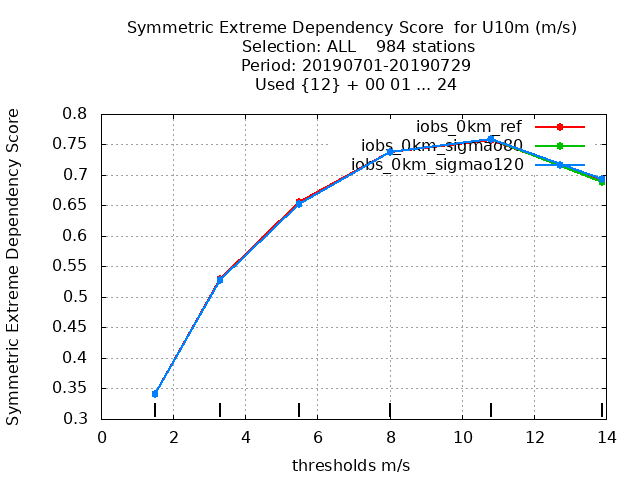 Symmetric Extreme Dependency Score  for U10m (m/s)
Selection: ALL    984 stations
Period: 20190701-20190729
Used {12} + 00 01 ... 24
Symmetric Extreme Dependency Score
0.8
0.75
0.7
0.65
0.6
0.55
0.5
0.45
0.4
0.35
0.3
iobs_0km_ref
iobs_0km_sigmao80
iobs_0km_sigmao120
0 2 4 6 8 10 12 14
thresholds m/s